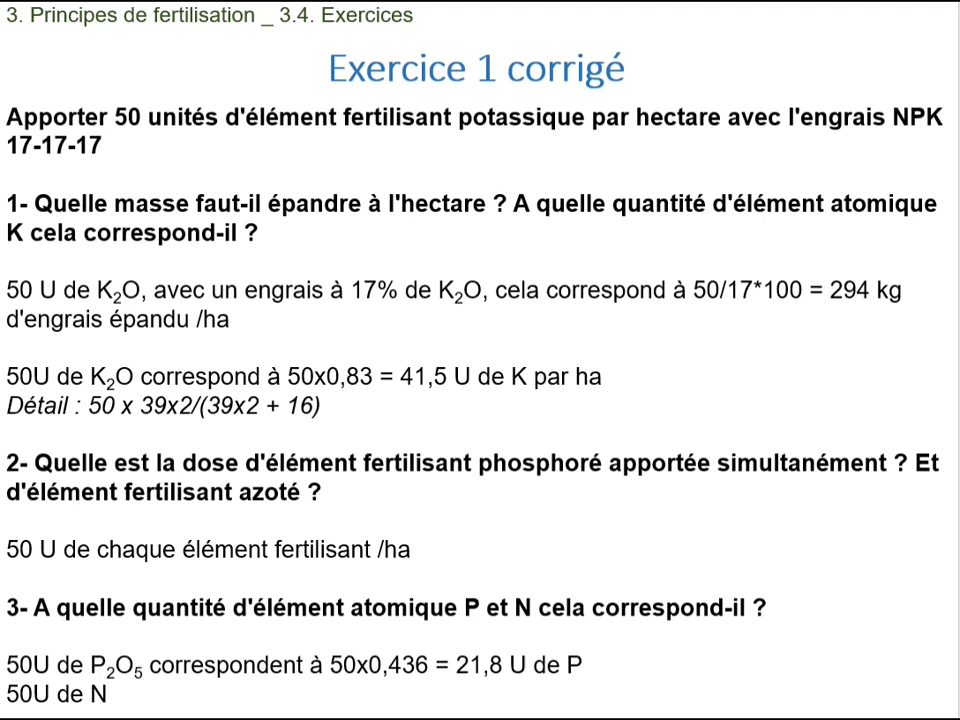 3. Principes de fertilisation _ 3.4. Exercices
Exercice 1 corrigé
Apporter 50 unités d'élément fertilisant potassique par hectare avec l'engrais NPK
17-17-17
1- Quelle masse faut-il épandre à l'hectare ? A quelle quantité d'élément atomique
K cela correspond-il ?
50 U de K₂O, avec un engrais à 17% de K₂O, cela correspond à 50/17*100 = 294 kg
d'engrais épandu /ha
50U de K₂O correspond à 50x0,83 = 41,5 U de K par ha
Détail : 50 x 39x2/(39x2 + 16)
2- Quelle est la dose d'élément fertilisant phosphoré apportée simultanément ? Et
d'élément fertilisant azoté ?
50 U de chaque élément fertilisant /ha
3- A quelle quantité d'élément atomique P et N cela correspond-il ?
50U de P₂O₅ correspondent à 50x0,436 = 21,8 U de P
50U de N